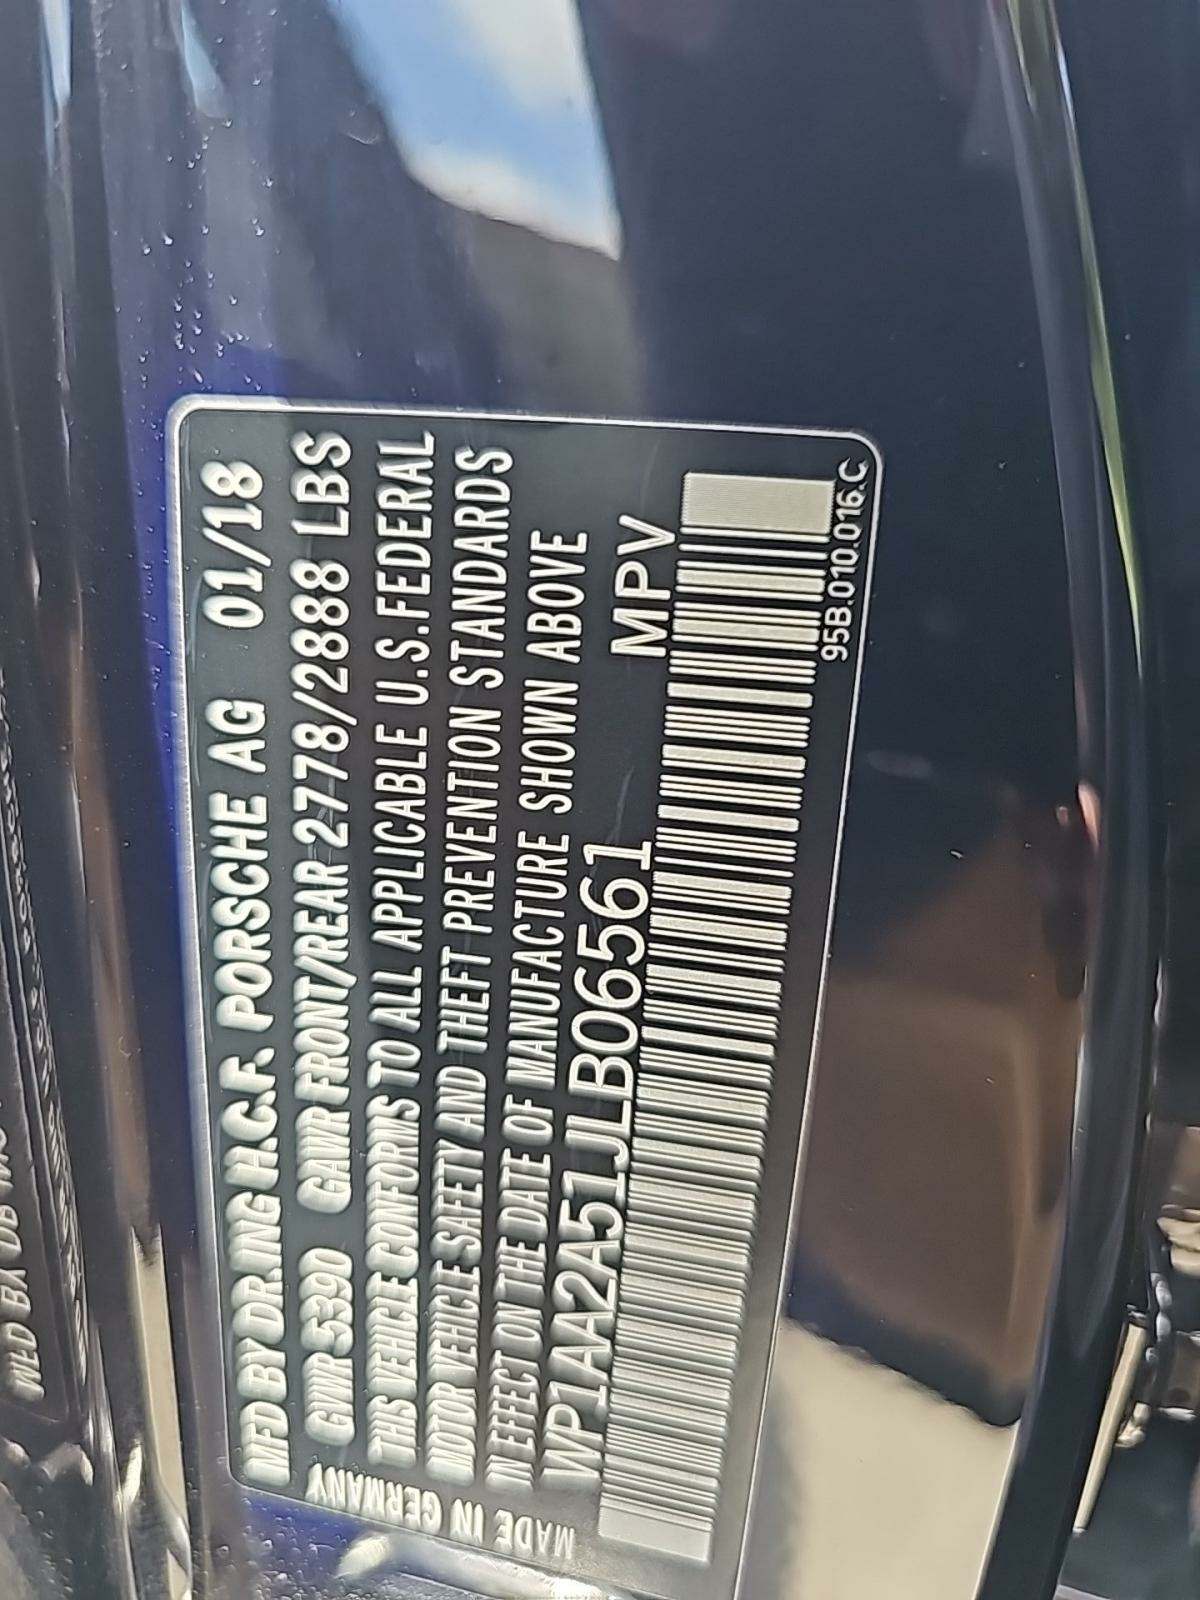 MFD BY DR.ING H.C.F. PORSCHE AG 01/18
GVWR 5390 GAWR FRONT/REAR 2778/2888 LBS
THIS VEHICLE CONFORMS TO ALL APPLICABLE U.S.FEDERAL
MOTOR VEHICLE SAFETY AND THEFT PREVENTION STANDARDS
IN EFFECT ON THE DATE OF MANUFACTURE SHOWN ABOVE
WP1AA2A51JLB06561 MPV
95B.010.016.C
MADE IN GERMANY